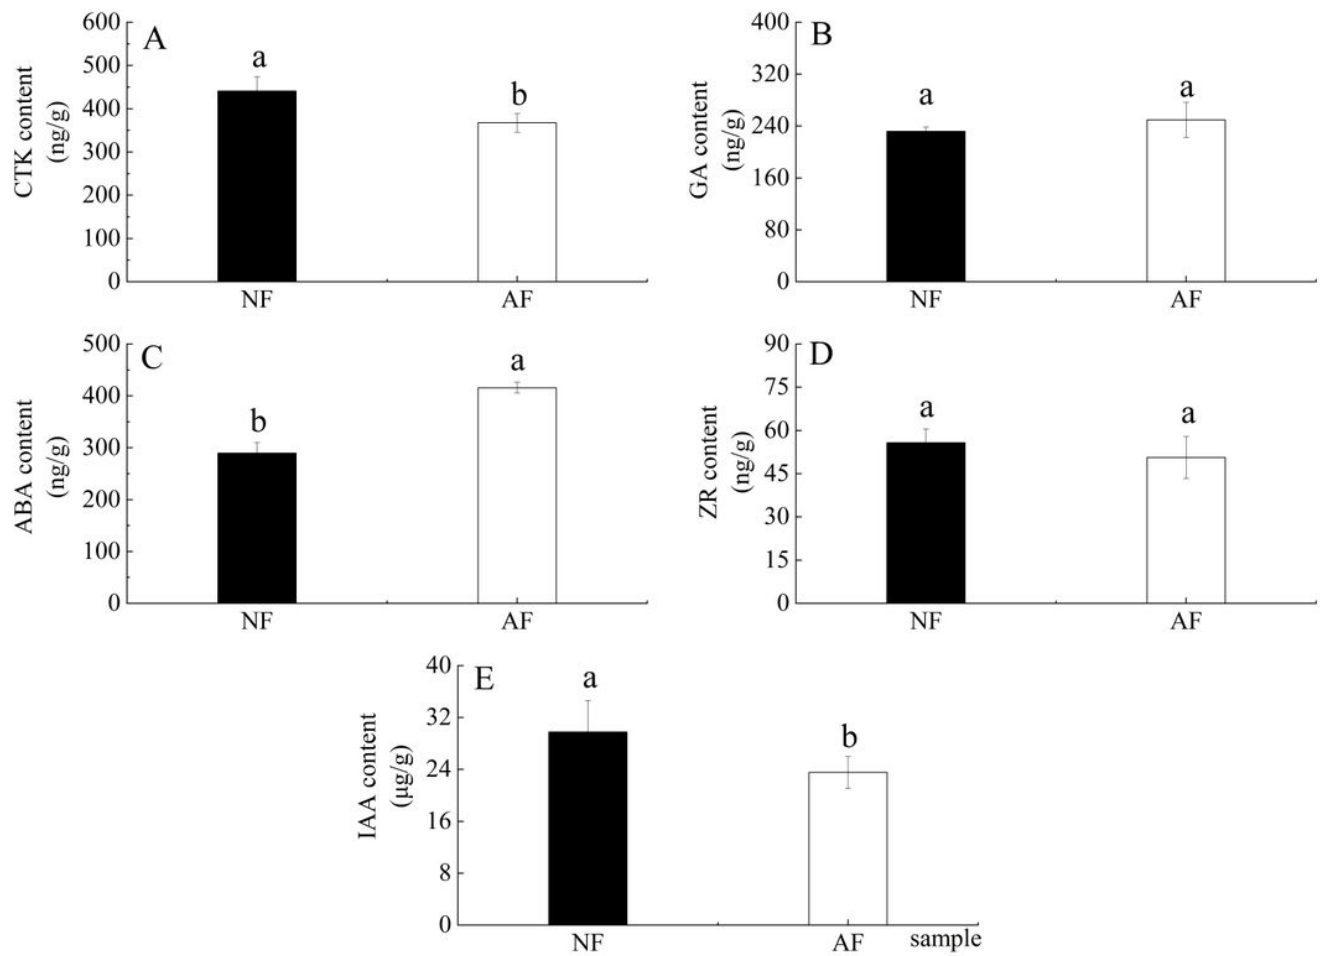 A
CTK content
(ng/g)
600
500
400
300
200
100
0
a
b
NF
AF
B
GA content
(ng/g)
400
320
240
160
80
0
a
a
NF
AF
C
ABA content
(ng/g)
500
400
300
200
100
0
b
a
NF
AF
D
ZR content
(ng/g)
90
75
60
45
30
15
0
a
a
NF
AF
E
IAA content
(μg/g)
40
32
24
16
8
0
a
b
NF
AF
sample